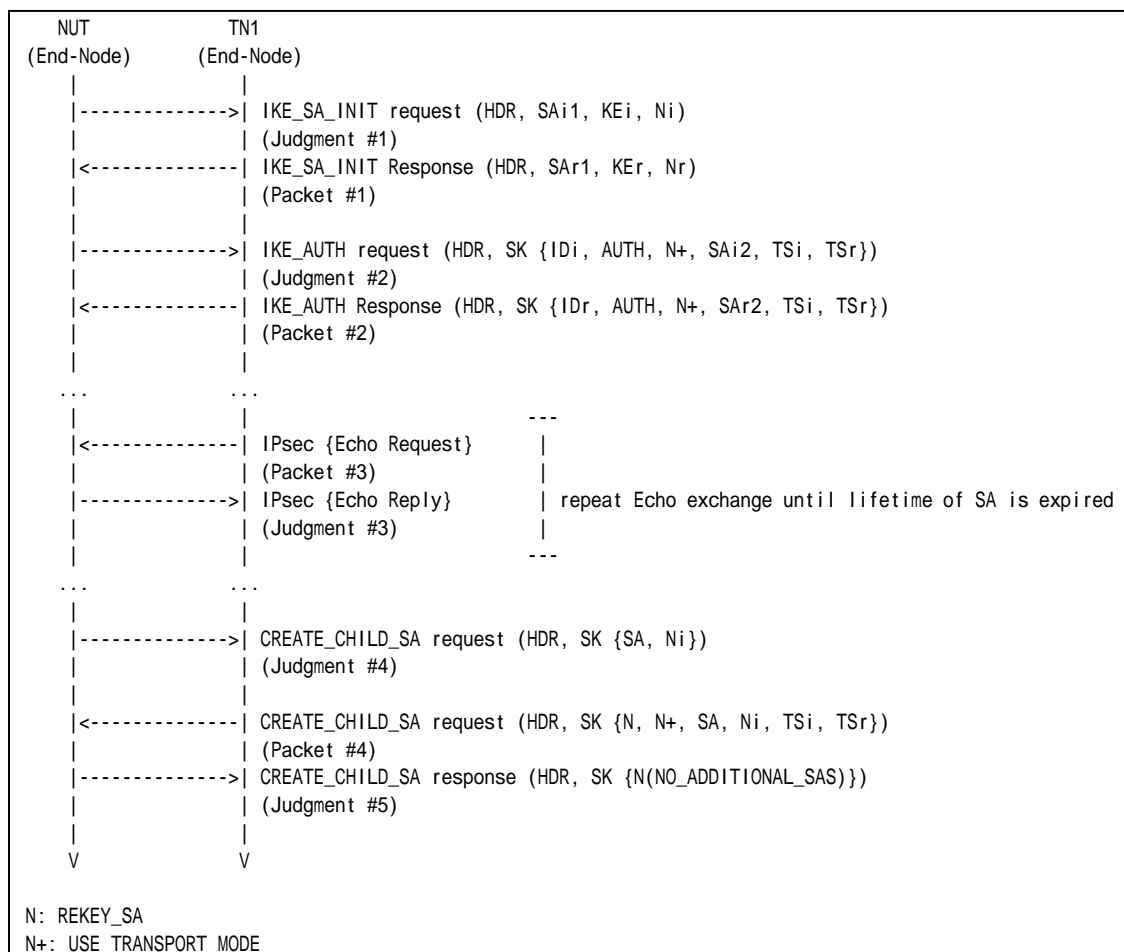 NUT TN1
(End-Node) (End-Node)
| |
|-------------->| IKE_SA_INIT request (HDR, SAi1, KEi, Ni)
| | (Judgment #1)
|<--------------| IKE_SA_INIT Response (HDR, SAr1, KEr, Nr)
| | (Packet #1)
| |
|-------------->| IKE_AUTH request (HDR, SK {IDi, AUTH, N+, SAi2, TSi, TSr})
| | (Judgment #2)
|<--------------| IKE_AUTH Response (HDR, SK {IDr, AUTH, N+, SAr2, TSi, TSr})
| | (Packet #2)
| |
... ...
| | ---
|<--------------| IPsec {Echo Request} |
| | (Packet #3) |
|-------------->| IPsec {Echo Reply} | repeat Echo exchange until lifetime of SA is expired
| | (Judgment #3) |
| | ---
... ...
| |
|-------------->| CREATE_CHILD_SA request (HDR, SK {SA, Ni})
| | (Judgment #4)
| |
|<--------------| CREATE_CHILD_SA request (HDR, SK {N, N+, SA, Ni, TSi, TSr})
| | (Packet #4)
|-------------->| CREATE_CHILD_SA response (HDR, SK {N(NO_ADDITIONAL_SAS)})
| | (Judgment #5)
| |
V V
N: REKEY_SA
N+: USE_TRANSPORT_MODE